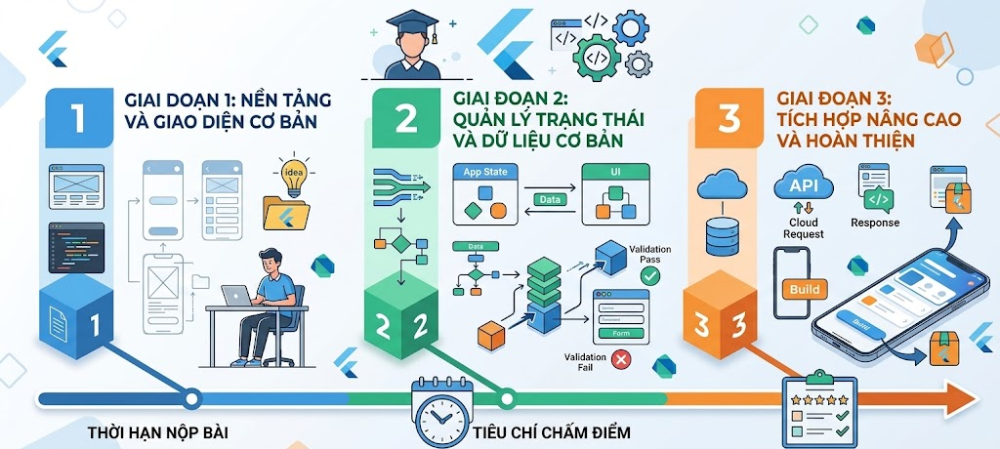 1
GIAI DOẠN 1: NỀN TẢNG
VÀ GIAO DIỆN CƠ BẢN
idea
1
2
GIAI ĐOẠN 2:
QUẢN LÝ TRẠNG THÁI
VÀ DỮ LIỆU CƠ BẢN
App State
Data
UI
Data
Validation
Pass
Form
Validation
Fail
2 2
3
GIAI ĐOẠN 3:
TÍCH HỢP NÂNG CAO
VÀ HOÀN THIỆN
API
Cloud
Request
Response
Build
Build
3 3
THỜI HẠN NỘP BÀI
TIÊU CHÍ CHẤM ĐIỂM